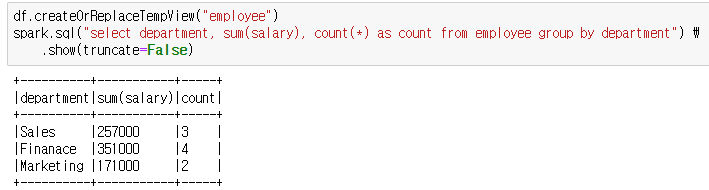 df.createOrReplaceTempView("employee")
spark.sql("select department, sum(salary), count(*) as count from employee group by department") ₩
    .show(truncate=False)
+----------+-----------+-----+
|department|sum(salary)|count|
+----------+-----------+-----+
|Sales     |257000     |3    |
|Finanace  |351000     |4    |
|Marketing |171000     |2    |
+----------+-----------+-----+